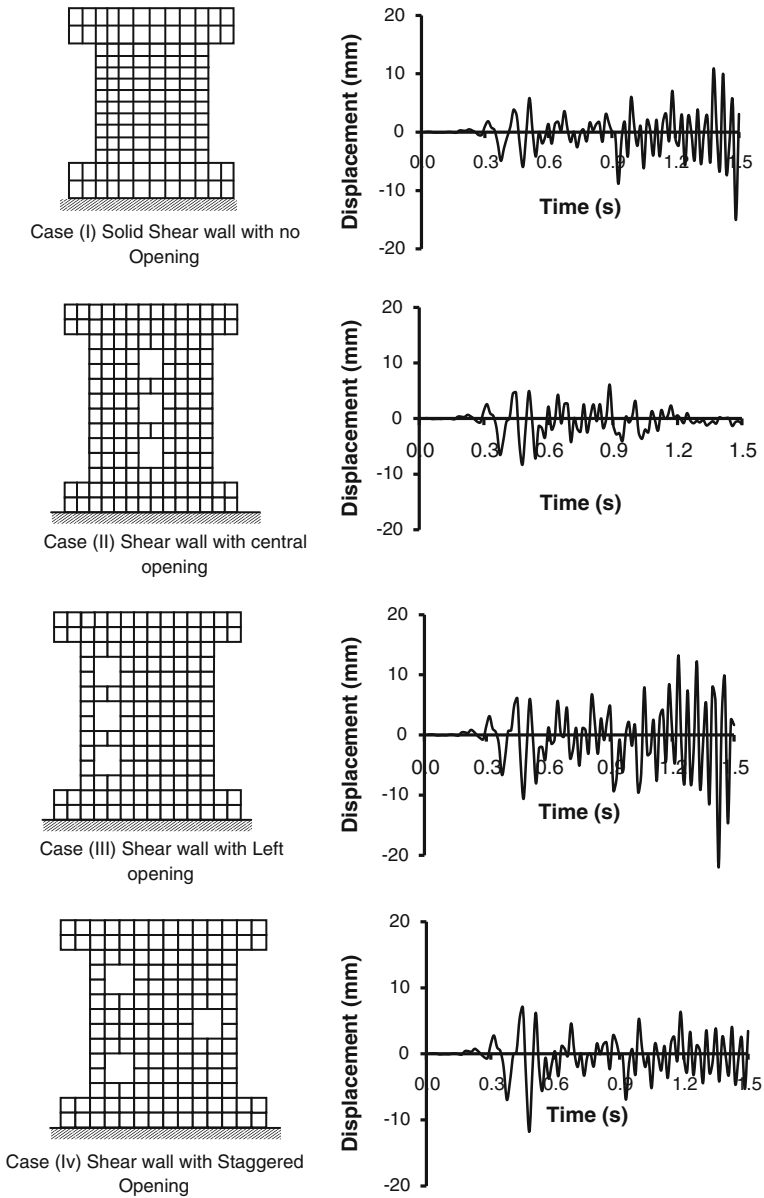 20
10
0
-10
-20
Displacement (mm)
0.0 0.3 0.6 0.9 1.2 1.5
Time (s)
Case (I) Solid Shear wall with no
Opening
20
10
0
-10
-20
Displacement (mm)
0.0 0.3 0.6 0.9 1.2 1.5
Time (s)
Case (II) Shear wall with central
opening
20
10
0
-10
-20
Displacement (mm)
0.0 0.3 0.6 0.9 1.2 1.5
Time (s)
Case (III) Shear wall with Left
opening
20
10
0
-10
-20
Displacement (mm)
0.0 0.3 0.6 0.9 1.2 1.5
Time (s)
Case (Iv) Shear wall with Staggered
Opening